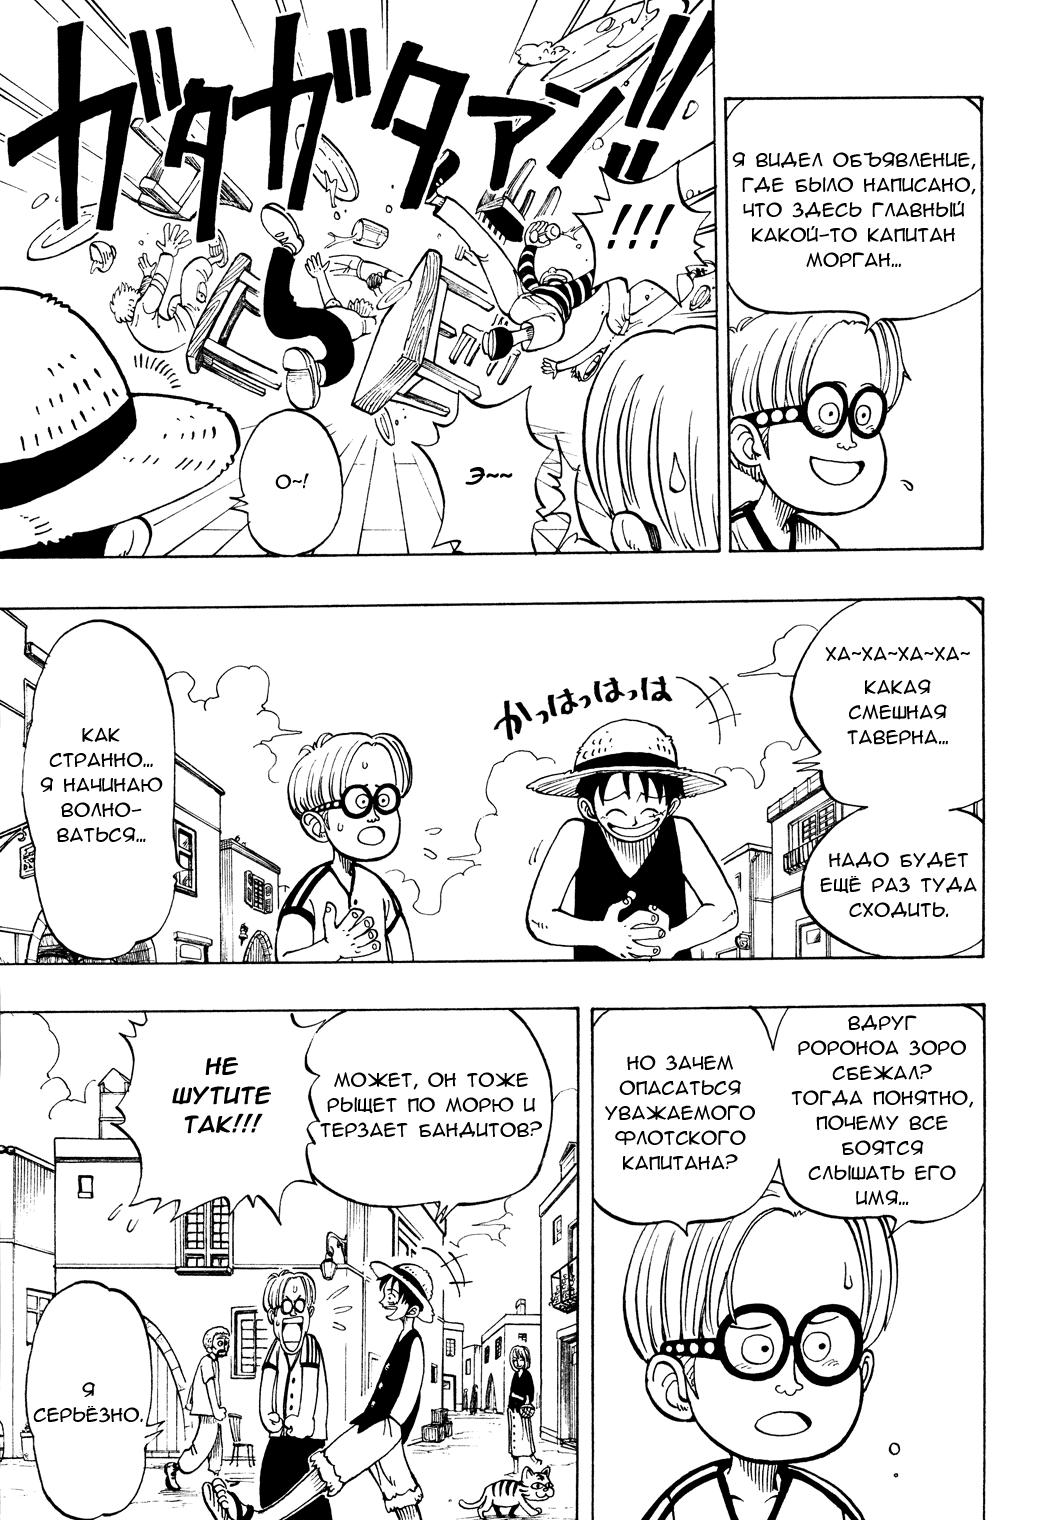 Я ВИДЕЛ ОБЪЯВЛЕНИЕ,
ГДЕ БЫЛО НАПИСАНО,
ЧТО ЗДЕСЬ ГЛАВНЫЙ
КАКОЙ-ТО КАПИТАН
МОРГАН...
ガタガタアン!!
!!!
Э~~
О~!
ХА~ХА~ХА~ХА~
КАКАЯ
СМЕШНАЯ
ТАВЕРНА...
НАДО БУДЕТ
ЕЩЁ РАЗ ТУДА
СХОДИТЬ.
かっはっはっは
КАК
СТРАННО...
Я НАЧИНАЮ
ВОЛНО-
ВАТЬСЯ...
ВДРУГ
РОРОНОА ЗОРО
СБЕЖАЛ?
ТОГДА ПОНЯТНО,
ПОЧЕМУ ВСЕ
БОЯТСЯ
СЛЫШАТЬ ЕГО
ИМЯ...
НО ЗАЧЕМ
ОПАСАТЬСЯ
УВАЖАЕМОГО
ФЛОТСКОГО
КАПИТАНА?
МОЖЕТ, ОН ТОЖЕ
РЫЩЕТ ПО МОРЮ И
ТЕРЗАЕТ БАНДИТОВ?
НЕ
ШУТИТЕ
ТАК!!!
Я
СЕРЬЁЗНО.